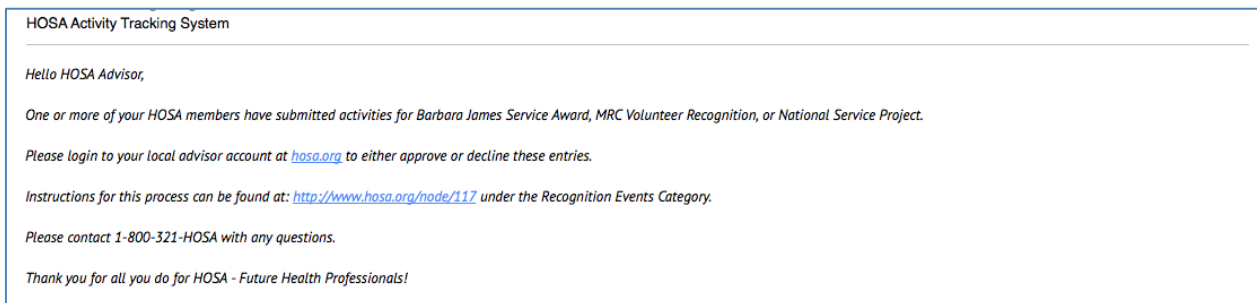 HOSA Activity Tracking System
Hello HOSA Advisor,
One or more of your HOSA members have submitted activities for Barbara James Service Award, MRC Volunteer Recognition, or National Service Project.
Please login to your local advisor account at hosa.org to either approve or decline these entries.
Instructions for this process can be found at: http://www.hosa.org/node/117 under the Recognition Events Category.
Please contact 1-800-321-HOSA with any questions.
Thank you for all you do for HOSA - Future Health Professionals!